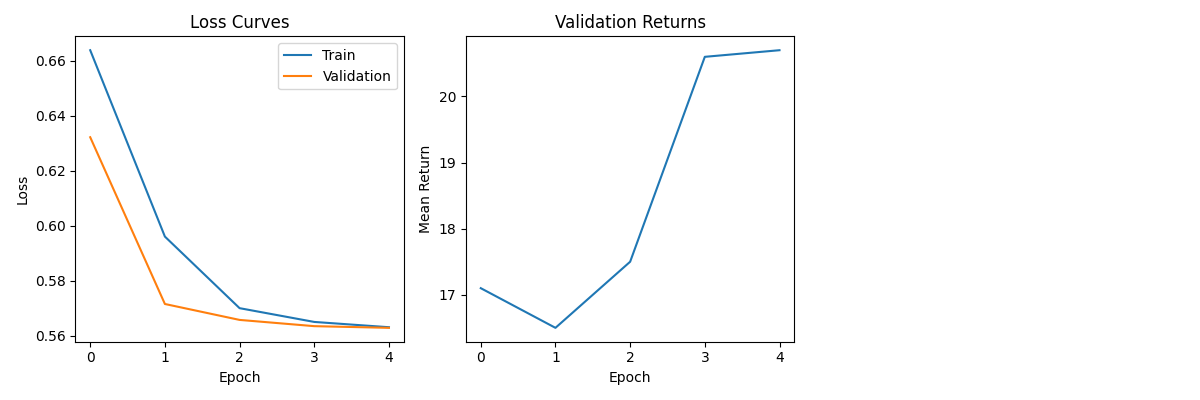 Loss Curves
Train
Validation
0.66
0.64
0.62
0.60
0.58
0.56
Loss
0 1 2 3 4
Epoch
Validation Returns
20
19
18
17
Mean Return
0 1 2 3 4
Epoch